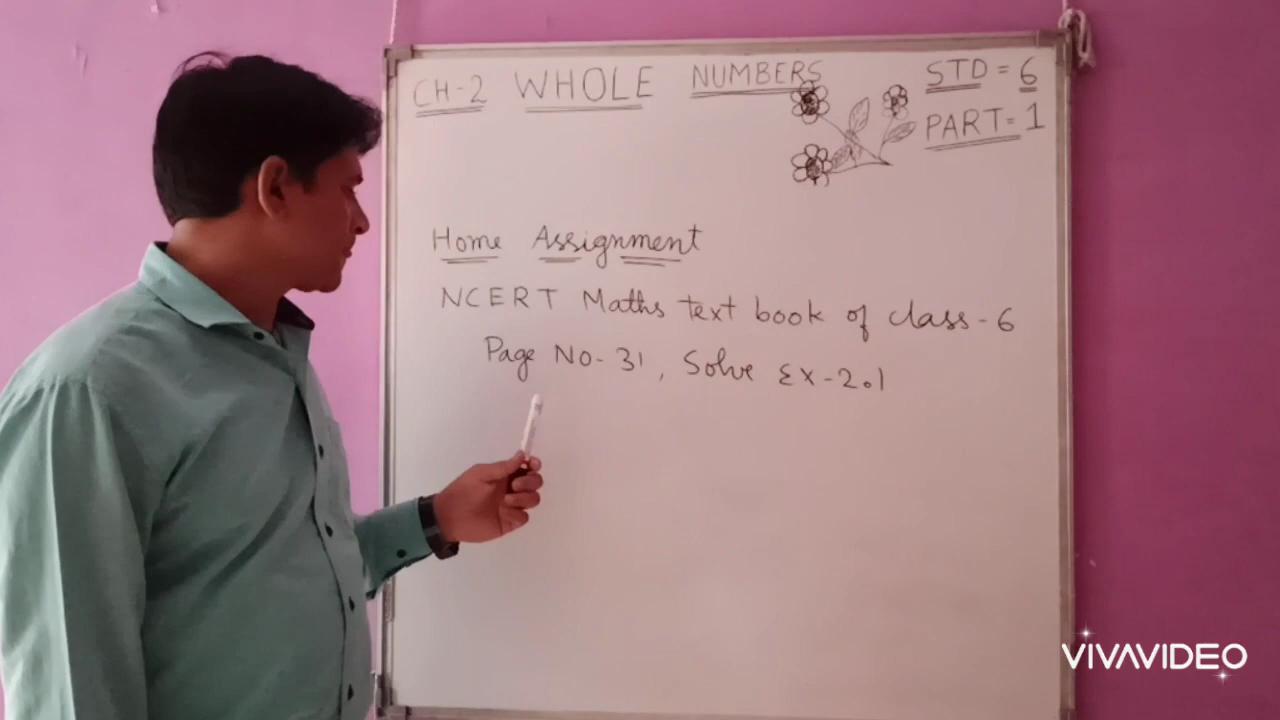 CH-2 WHOLE NUMBERS
STD = 6
PART = 1
Home Assignment
NCERT Maths text book of class - 6
Page No - 31, Solve Ex - 2.1
VIVAVIDEO